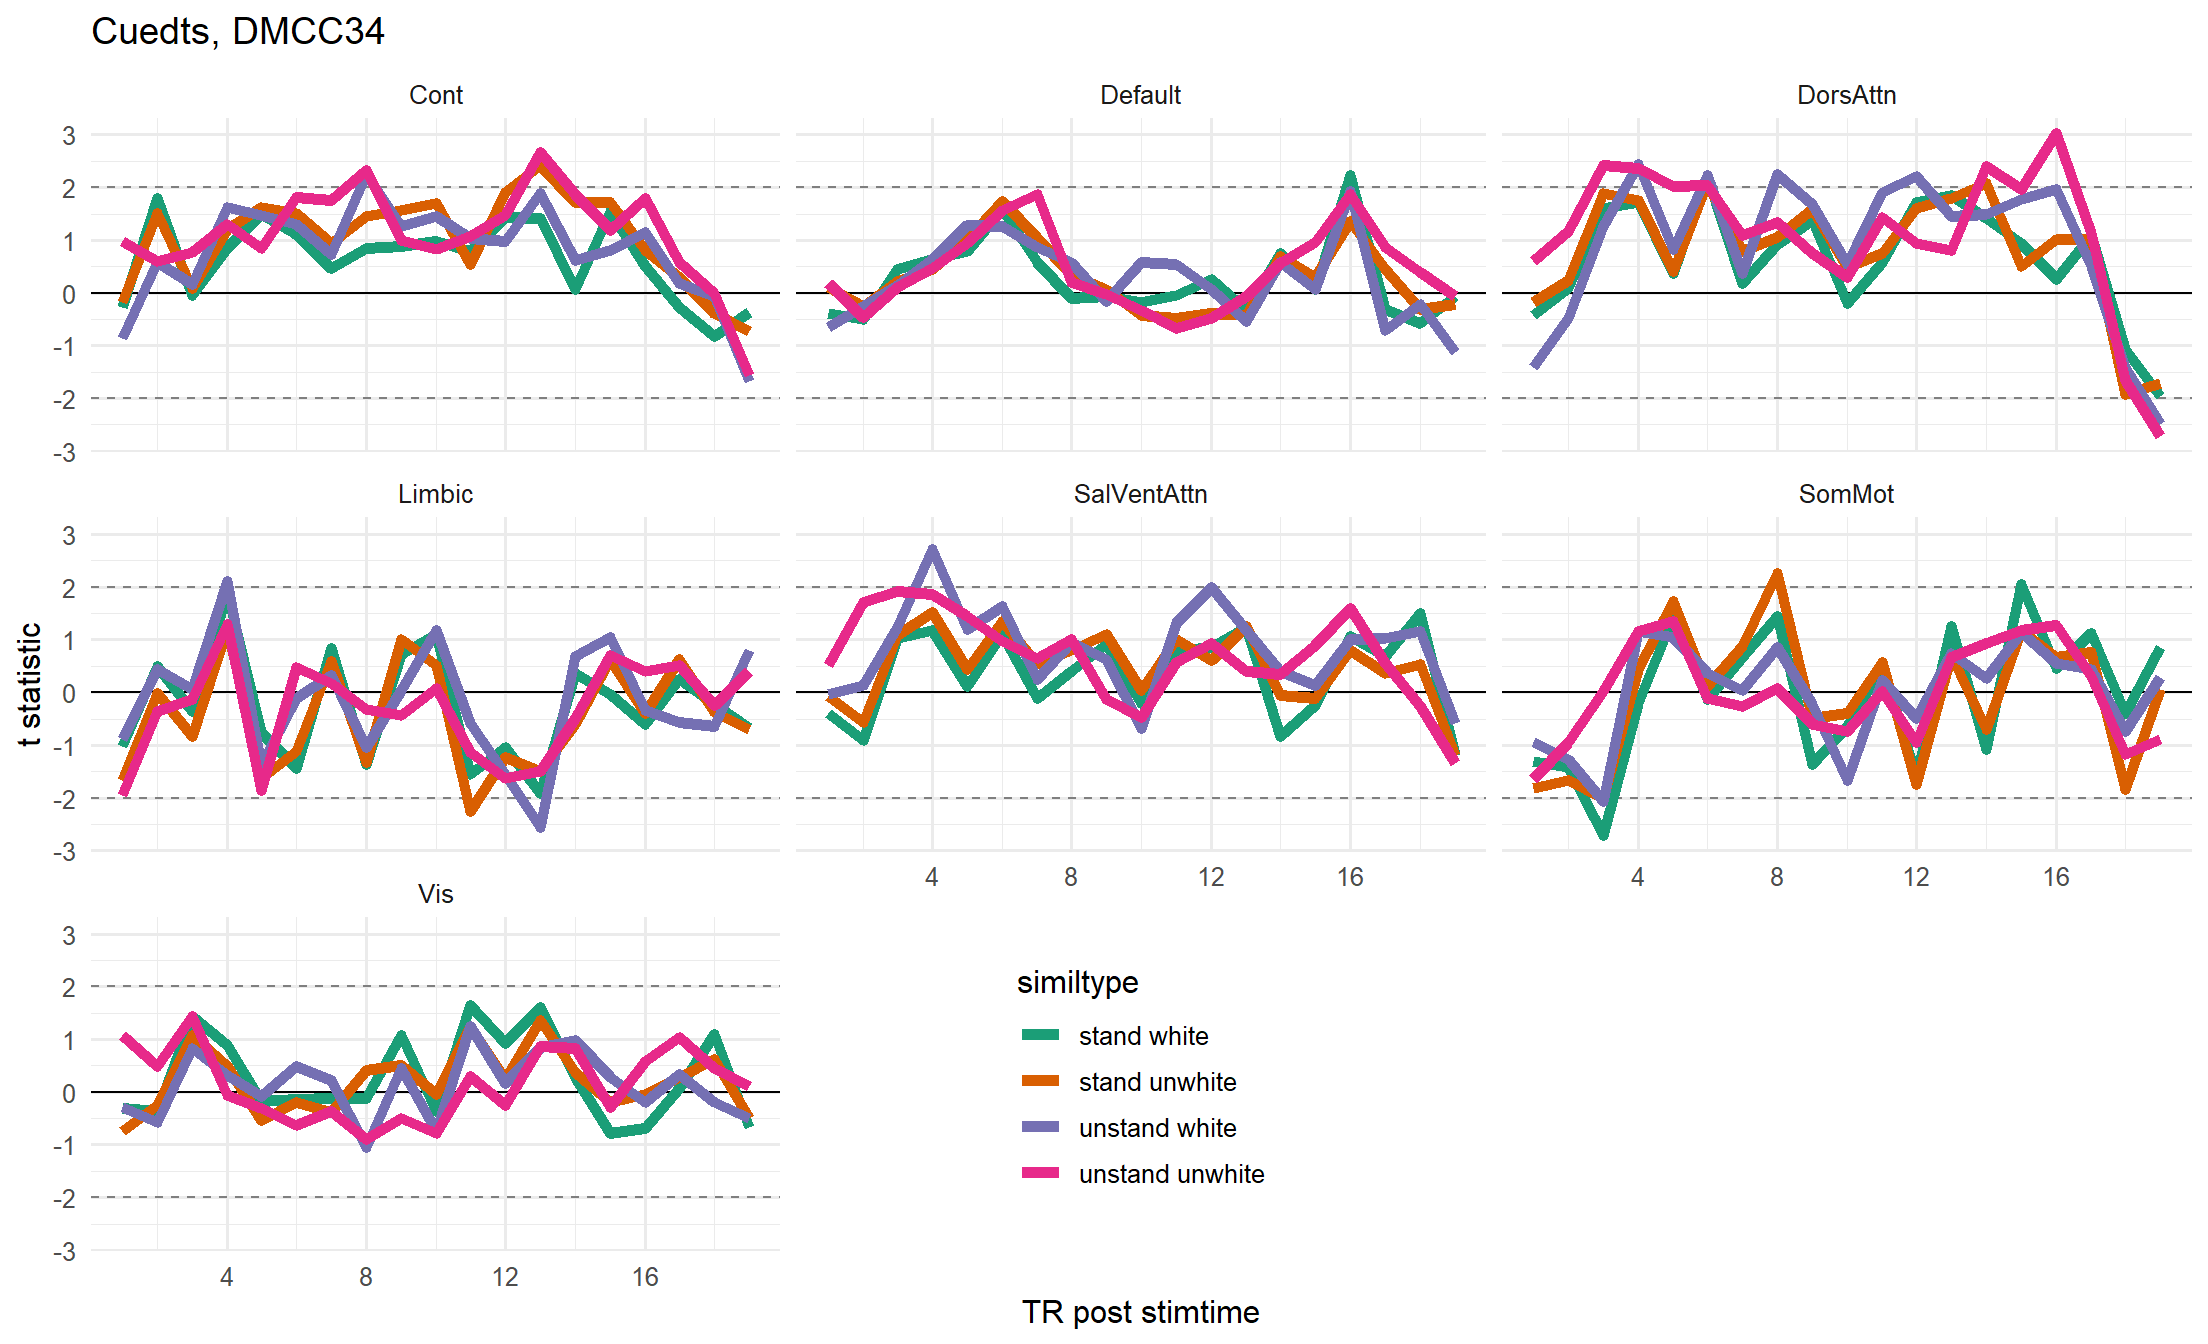 Cuedts, DMCC34
Cont
Default
DorsAttn
3
2
1
0
-1
-2
-3
Limbic
SalVentAttn
SomMot
3
2
1
0
-1
-2
-3
4 8 12 16
4 8 12 16
t statistic
Vis
3
2
1
0
-1
-2
-3
4 8 12 16
similtype
stand white
stand unwhite
unstand white
unstand unwhite
TR post stimtime